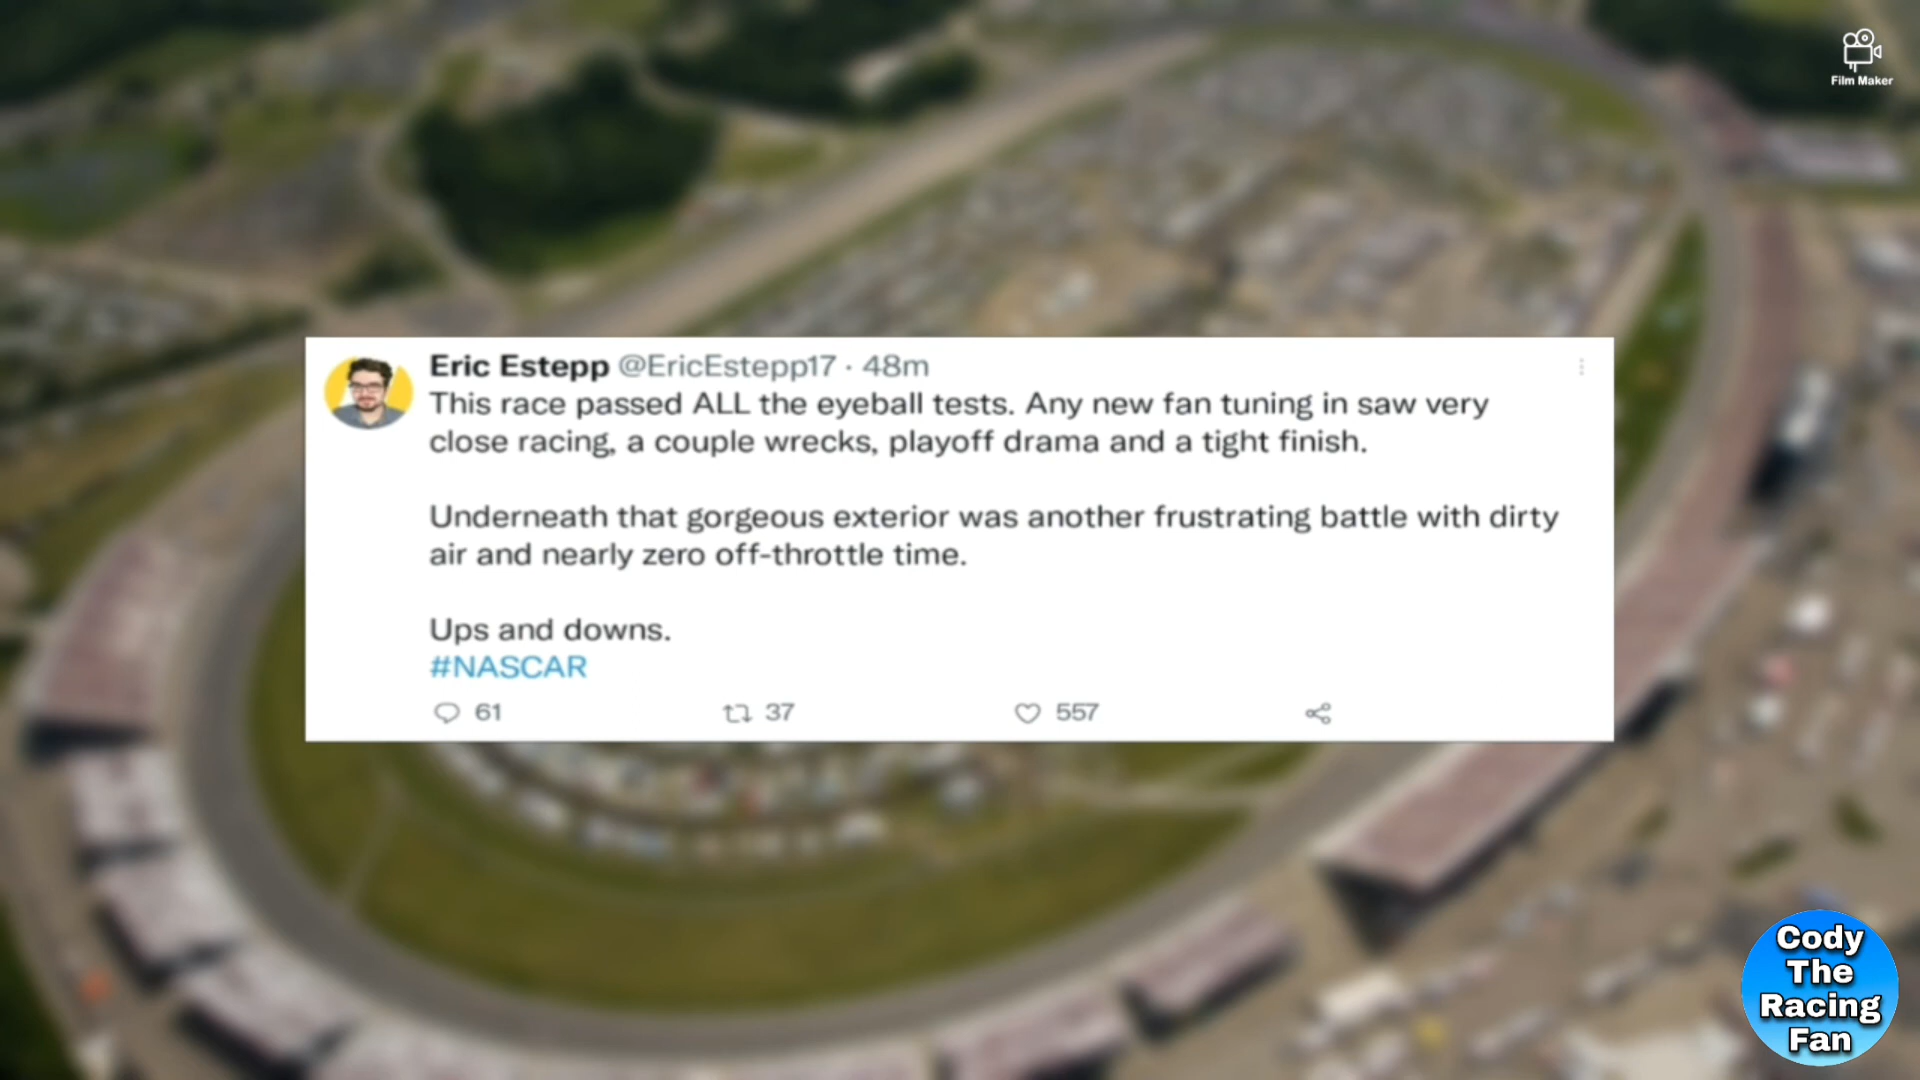 Film Maker
Eric Estepp @EricEstepp17 · 48m
This race passed ALL the eyeball tests. Any new fan tuning in saw very
close racing, a couple wrecks, playoff drama and a tight finish.
Underneath that gorgeous exterior was another frustrating battle with dirty
air and nearly zero off-throttle time.
Ups and downs.
#NASCAR
61 37 557
Cody
The
Racing
Fan